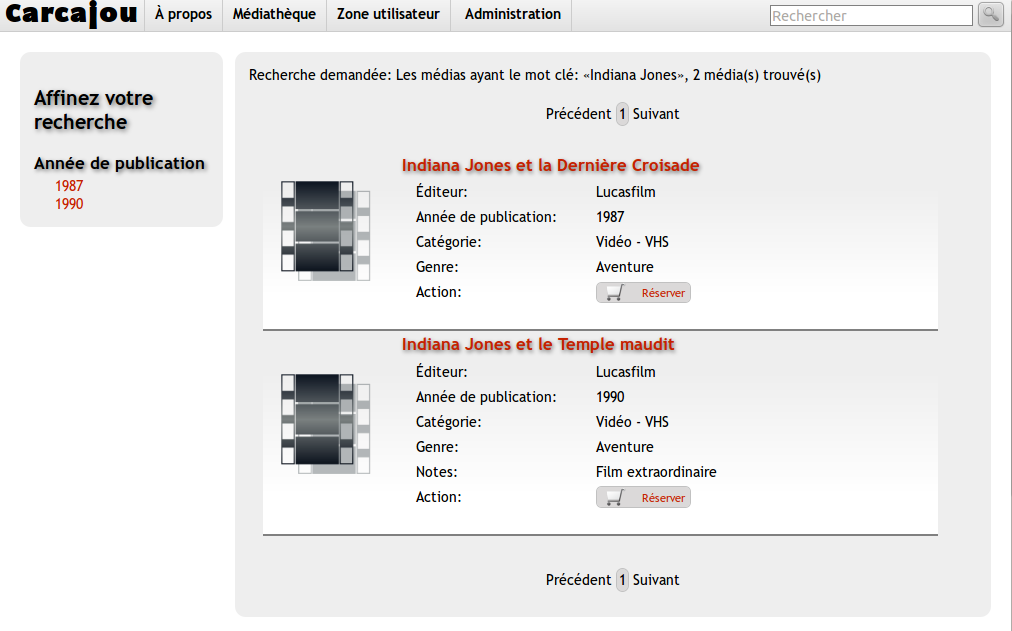 Carcajou À propos Médiathèque Zone utilisateur Administration Rechercher
Affinez votre
recherche
Année de publication
1987
1990
Recherche demandée: Les médias ayant le mot clé: «Indiana Jones», 2 média(s) trouvé(s)
Précédent 1 Suivant
Indiana Jones et la Dernière Croisade
Éditeur: Lucasfilm
Année de publication: 1987
Catégorie: Vidéo - VHS
Genre: Aventure
Action: Réserver
Indiana Jones et le Temple maudit
Éditeur: Lucasfilm
Année de publication: 1990
Catégorie: Vidéo - VHS
Genre: Aventure
Notes: Film extraordinaire
Action: Réserver
Précédent 1 Suivant